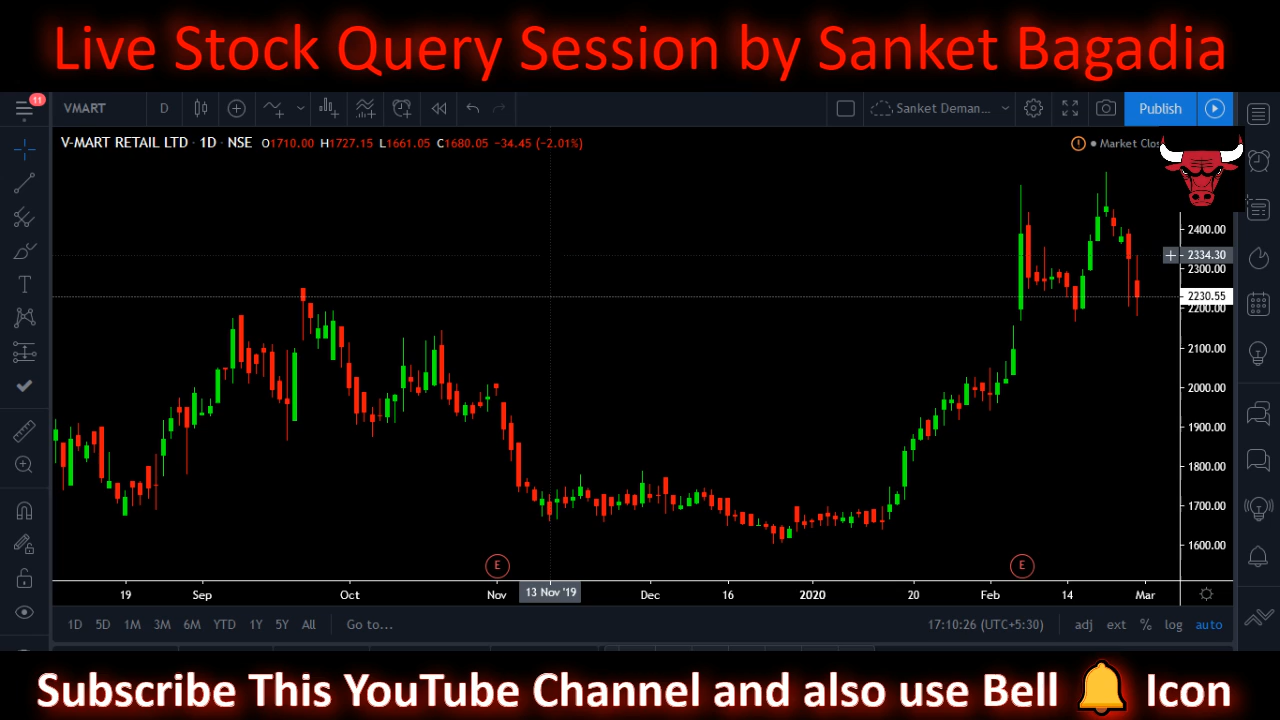 Live Stock Query Session by Sanket Bagadia
11
VMART D Sanket Deman... Publish
V-MART RETAIL LTD · 1D · NSE O1710.00 H1727.15 L1661.05 C1680.05 −34.45 (−2.01%)
! Market Clo
2400.00
2334.30
2300.00
2230.55
2200.00
2100.00
2000.00
1900.00
1800.00
1700.00
1600.00
E E
19 Sep Oct Nov 13 Nov '19 Dec 16 2020 20 Feb 14 Mar
1D 5D 1M 3M 6M YTD 1Y 5Y All Go to... 17:10:26 (UTC+5:30) adj ext % log auto
Subscribe This YouTube Channel and also use Bell Icon